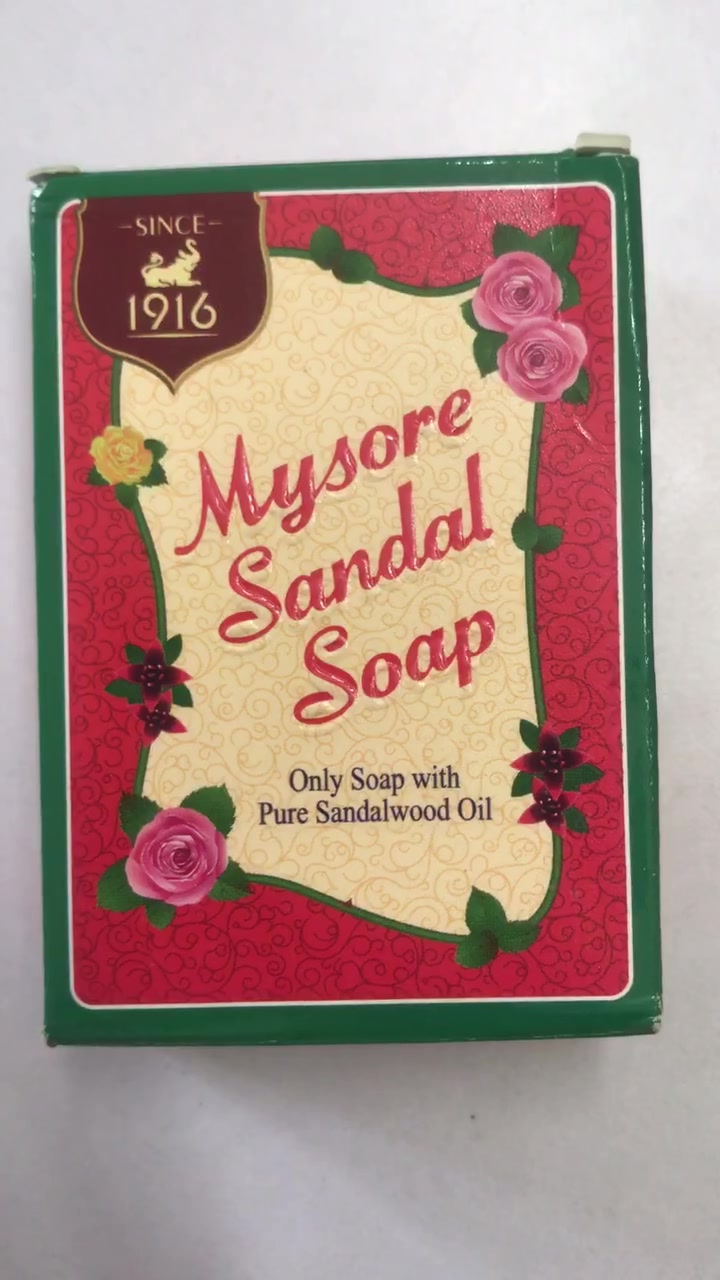 -SINCE-
1916
Mysore
Sandal
Soap
Only Soap with
Pure Sandalwood Oil